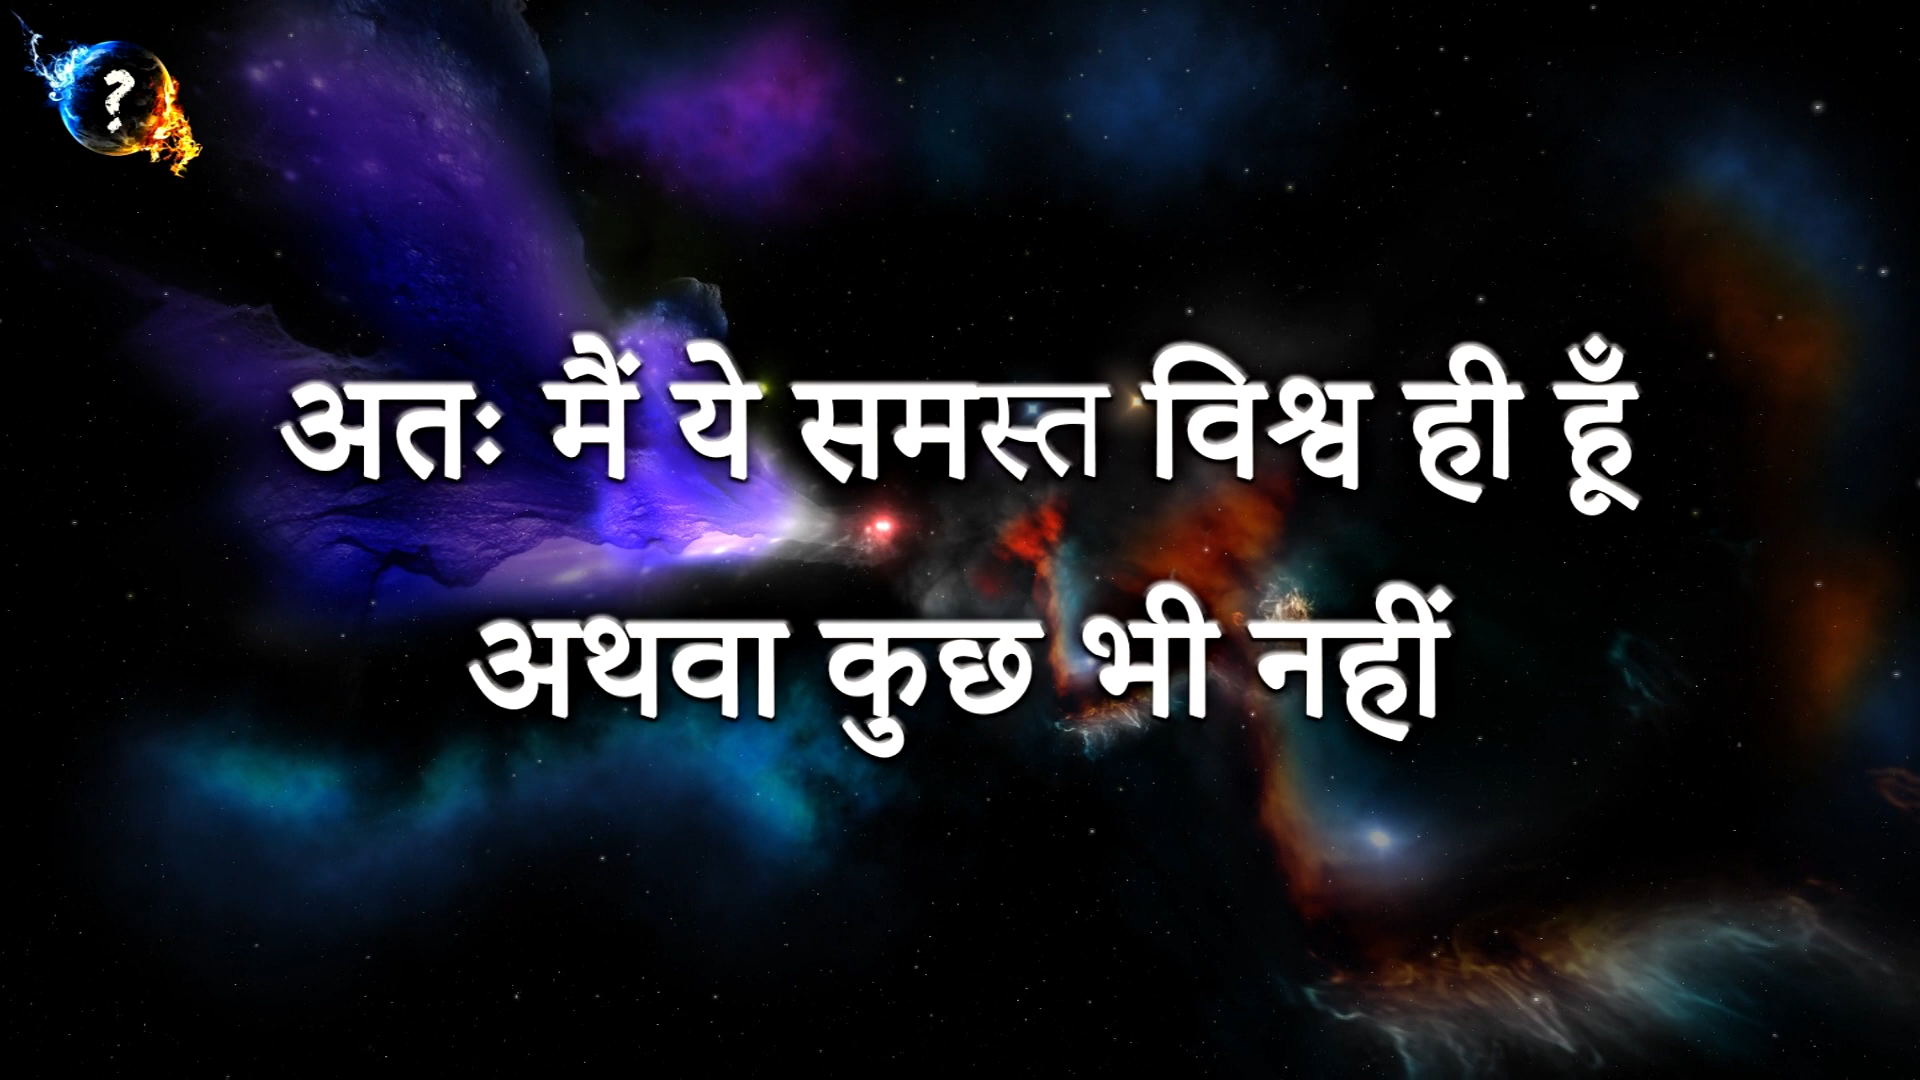 ?
अतः मैं ये समस्त विश्व ही हूँ
अथवा कुछ भी नहीं